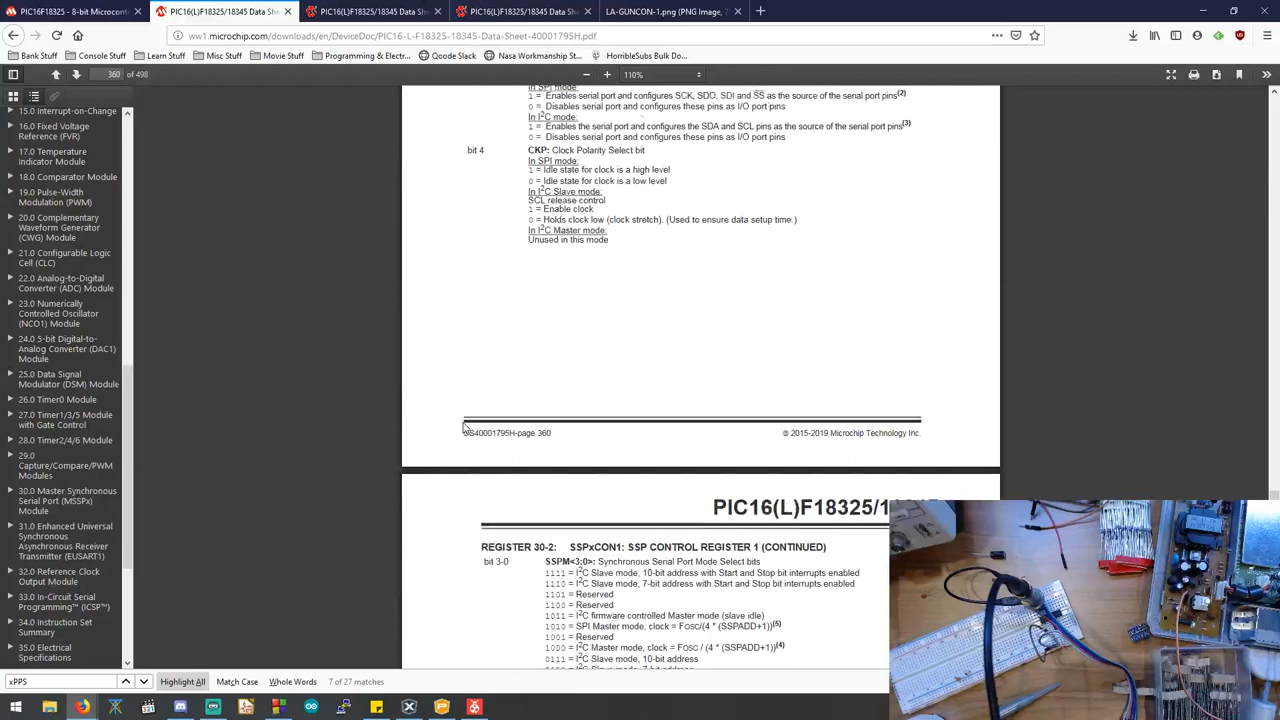 PIC16F18325 - 8-bit Microcont
PIC16(L)F18325/18345 Data She
PIC16(L)F18325/18345 Data She
PIC16(L)F18325/18345 Data She
LA-GUNCON-1.png (PNG Image, 7
ww1.microchip.com/downloads/en/DeviceDoc/PIC16-L-F18325-18345-Data-Sheet-40001795H.pdf
Bank Stuff
Console Stuff
Learn Stuff
Misc Stuff
Movie Stuff
Programming & Electr...
Qode Slack
Nasa Workmanship St...
HorribleSubs Bulk Do...
360 of 498
110%
15.0 Interrupt-on-Change
16.0 Fixed Voltage
Reference (FVR)
17.0 Temperature
Indicator Module
18.0 Comparator Module
19.0 Pulse-Width
Modulation (PWM)
20.0 Complementary
Waveform Generator
(CWG) Module
21.0 Configurable Logic
Cell (CLC)
22.0 Analog-to-Digital
Converter (ADC) Module
23.0 Numerically
Controlled Oscillator
(NCO1) Module
24.0 5-bit Digital-to-
Analog Converter (DAC1)
Module
25.0 Data Signal
Modulator (DSM) Module
26.0 Timer0 Module
27.0 Timer1/3/5 Module
with Gate Control
28.0 Timer2/4/6 Module
29.0
Capture/Compare/PWM
Modules
30.0 Master Synchronous
Serial Port (MSSPx)
Module
31.0 Enhanced Universal
Synchronous
Asynchronous Receiver
Transmitter (EUSART1)
32.0 Reference Clock
Output Module
33.0 In-Circuit Serial
Programming™ (ICSP™)
34.0 Instruction Set
Summary
35.0 Electrical
Specifications
In SPI mode:
1 = Enables serial port and configures SCK, SDO, SDI and SS as the source of the serial port pins(2)
0 = Disables serial port and configures these pins as I/O port pins
In I2C mode:
1 = Enables the serial port and configures the SDA and SCL pins as the source of the serial port pins(3)
0 = Disables serial port and configures these pins as I/O port pins
bit 4 CKP: Clock Polarity Select bit
In SPI mode:
1 = Idle state for clock is a high level
0 = Idle state for clock is a low level
In I2C Slave mode:
SCL release control
1 = Enable clock
0 = Holds clock low (clock stretch). (Used to ensure data setup time.)
In I2C Master mode:
Unused in this mode
DS40001795H-page 360 © 2015-2019 Microchip Technology Inc.
PIC16(L)F18325/1
REGISTER 30-2: SSPxCON1: SSP CONTROL REGISTER 1 (CONTINUED)
bit 3-0 SSPM<3:0>: Synchronous Serial Port Mode Select bits
1111 = I2C Slave mode, 10-bit address with Start and Stop bit interrupts enabled
1110 = I2C Slave mode, 7-bit address with Start and Stop bit interrupts enabled
1101 = Reserved
1100 = Reserved
1011 = I2C firmware controlled Master mode (slave idle)
1010 = SPI Master mode, clock = FOSC/(4 * (SSPADD+1))(5)
1001 = Reserved
1000 = I2C Master mode, clock = FOSC / (4 * (SSPADD+1))(4)
0111 = I2C Slave mode, 10-bit address
xPPS
Highlight All
Match Case
Whole Words
7 of 27 matches